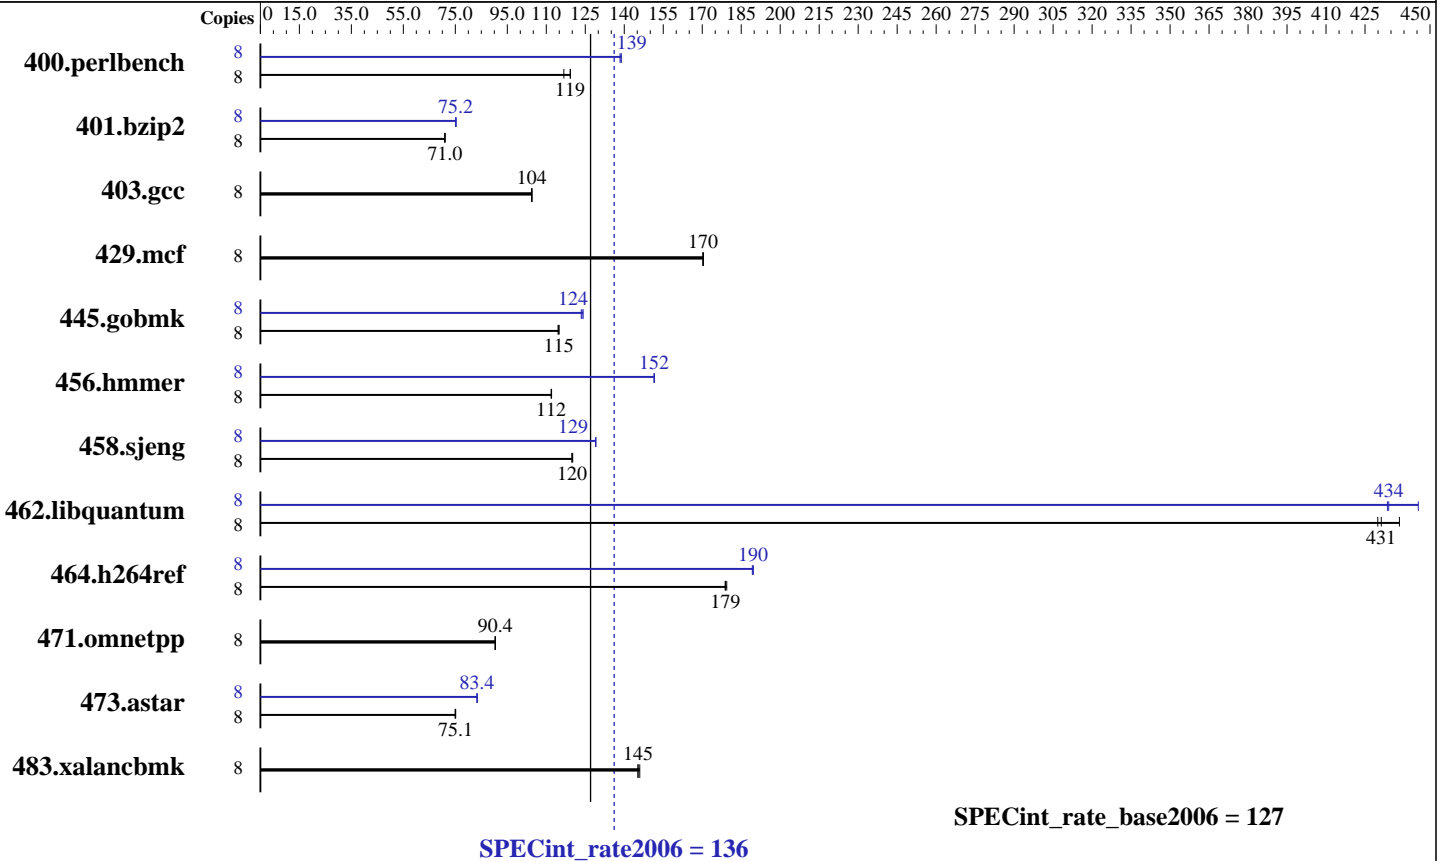 Copies 0 15.0 35.0 55.0 75.0 95.0 110 125 140 155 170 185 200 215 230 245 260 275 290 305 320 335 350 365 380 395 410 425 450
400.perlbench 8 139
8 119
401.bzip2 8 75.2
8 71.0
403.gcc 8 104
429.mcf 8 170
445.gobmk 8 124
8 115
456.hmmer 8 152
8 112
458.sjeng 8 129
8 120
462.libquantum 8 434
8 431
464.h264ref 8 190
8 179
471.omnetpp 8 90.4
473.astar 8 83.4
8 75.1
483.xalancbmk 8 145
SPECint_rate_base2006 = 127
SPECint_rate2006 = 136